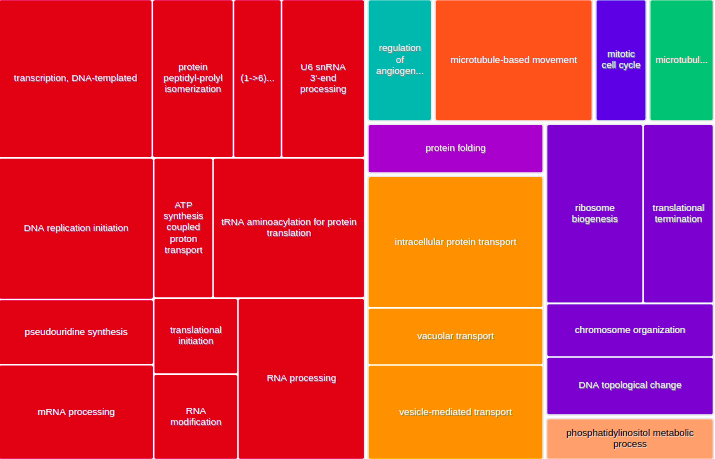 transcription, DNA-templated
protein
peptidyl-prolyl
isomerization
(1->6)...
U6 snRNA
3'-end
processing
DNA replication initiation
ATP
synthesis
coupled
proton
transport
tRNA aminoacylation for protein
translation
pseudouridine synthesis
translational
initiation
RNA processing
mRNA processing
RNA
modification
regulation
of
angiogen...
microtubule-based movement
mitotic
cell cycle
microtubul...
protein folding
intracellular protein transport
vacuolar transport
vesicle-mediated transport
ribosome
biogenesis
translational
termination
chromosome organization
DNA topological change
phosphatidylinositol metabolic
process